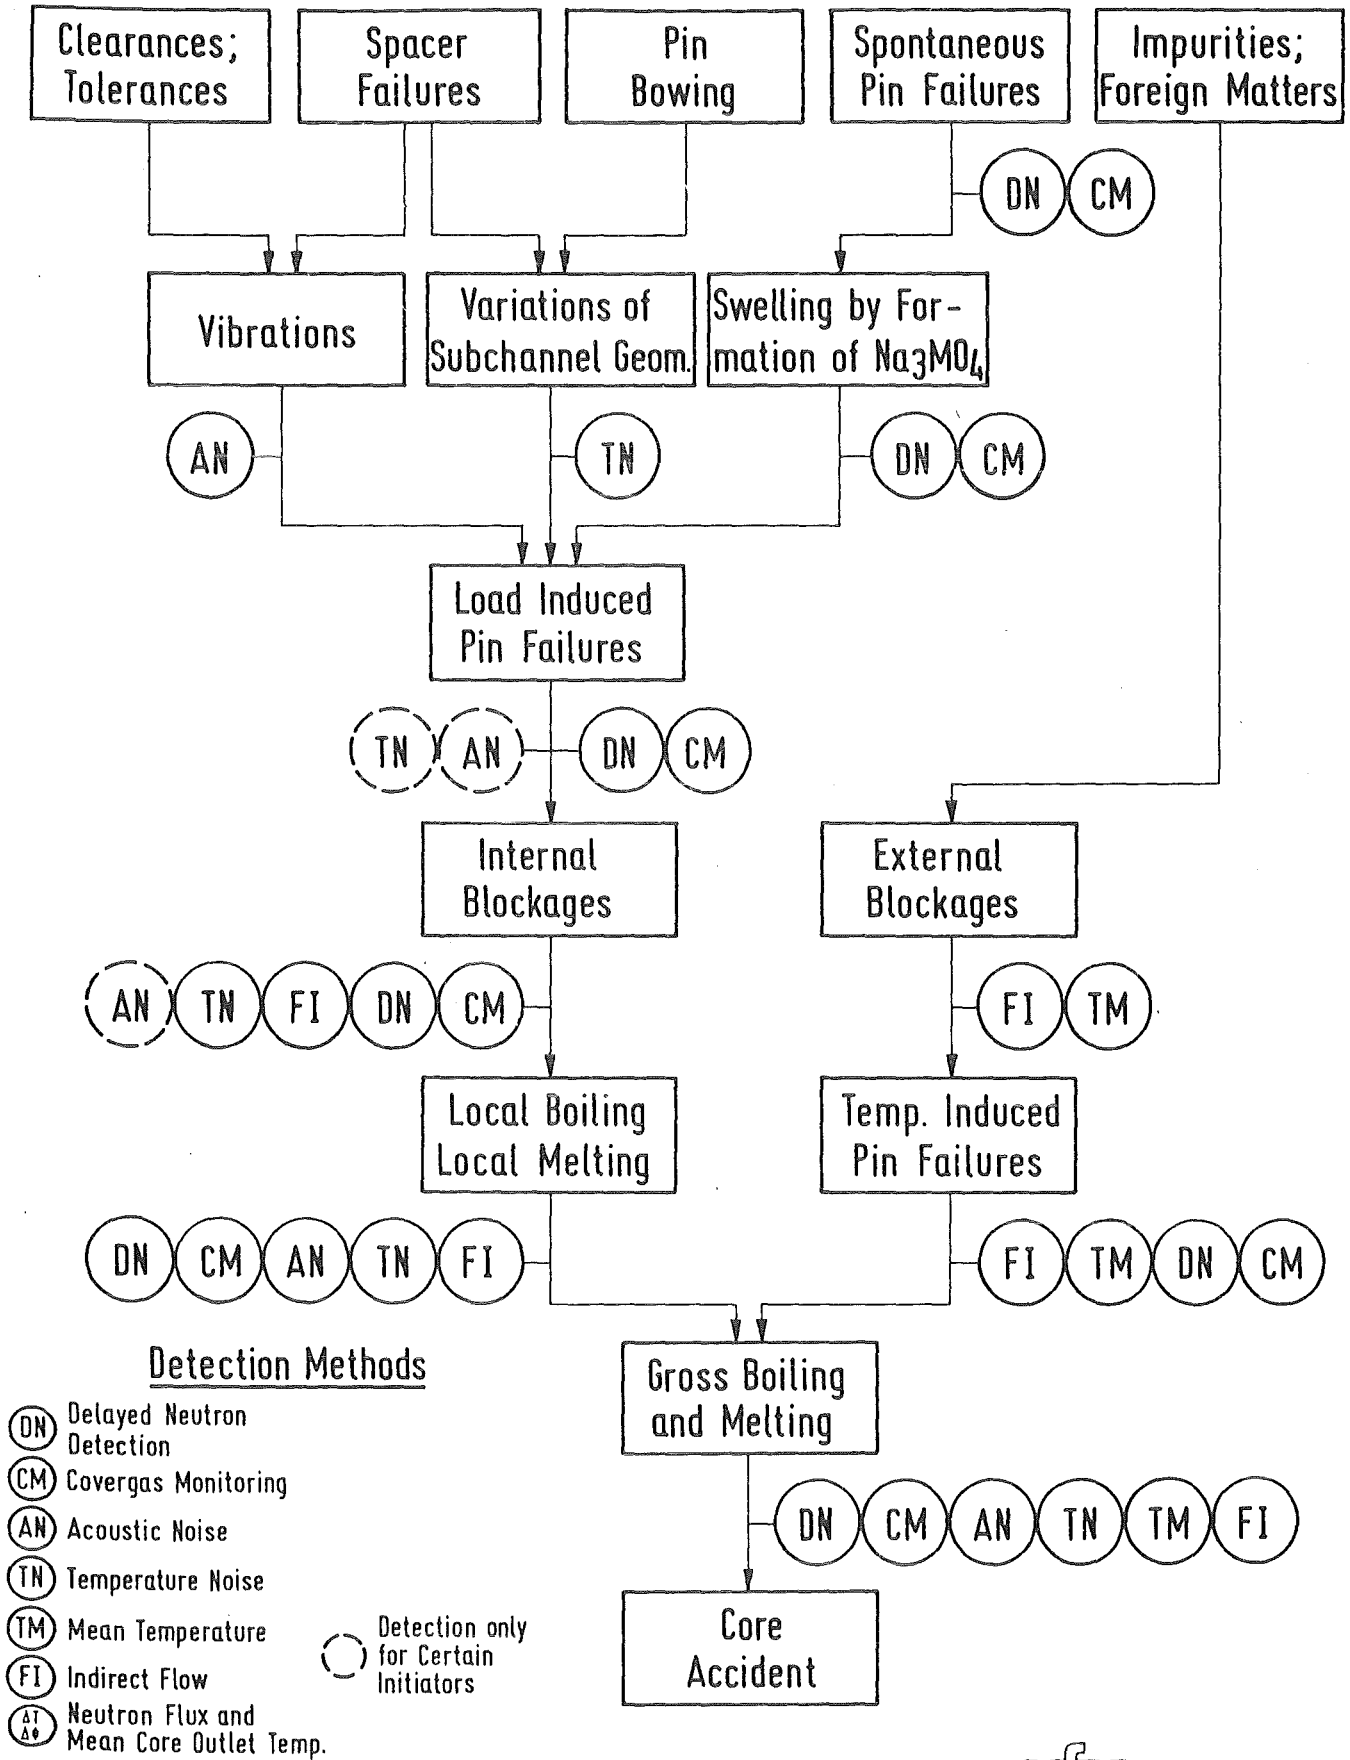 Clearances;
Tolerances
Spacer
Failures
Pin
Bowing
Spontaneous
Pin Failures
Impurities;
Foreign Matters
DN CM
Vibrations
Variations of
Subchannel Geom.
Swelling by For-
mation of Na3MO4
AN
TN
DN CM
Load Induced
Pin Failures
TN AN DN CM
Internal
Blockages
External
Blockages
AN TN FI DN CM
FI TM
Local Boiling
Local Melting
Temp. Induced
Pin Failures
DN CM AN TN FI
FI TM DN CM
Gross Boiling
and Melting
DN CM AN TN TM FI
Core
Accident
Detection Methods
DN Delayed Neutron
Detection
CM Covergas Monitoring
AN Acoustic Noise
TN Temperature Noise
TM Mean Temperature
FI Indirect Flow
ΔT
ΔΦ
Neutron Flux and
Mean Core Outlet Temp.
Detection only
for Certain
Initiators